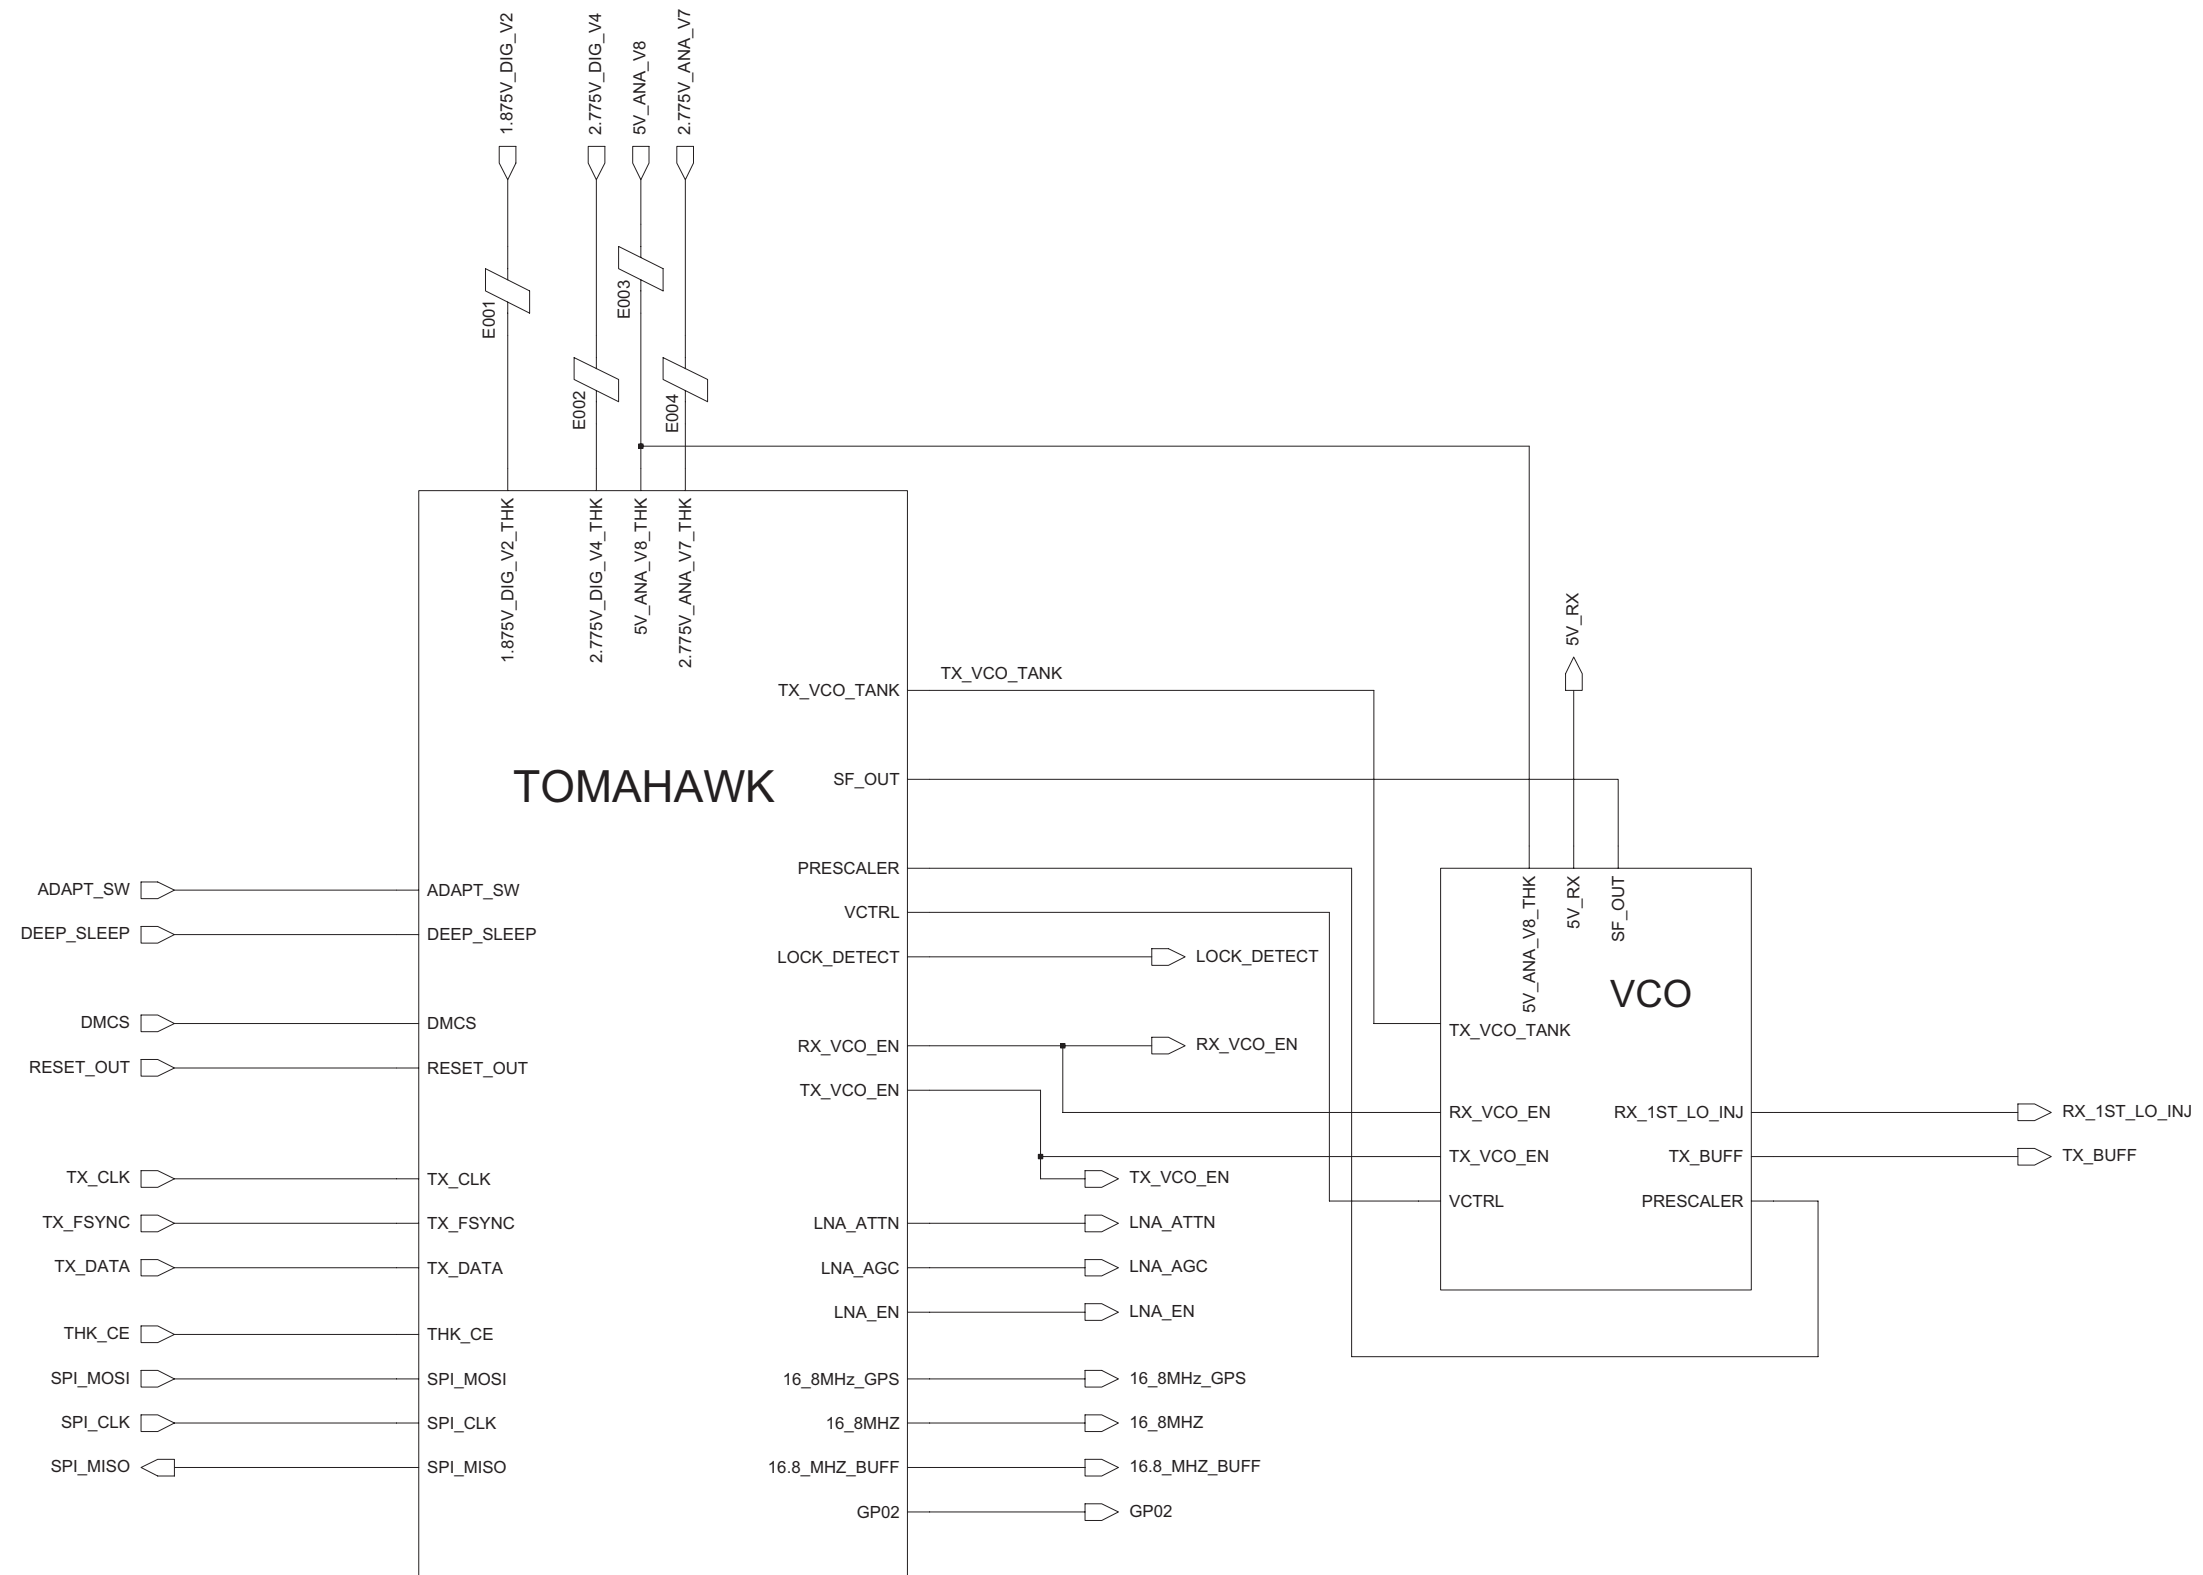 1.875V_DIG_V2
2.775V_DIG_V4
5V_ANA_V8
2.775V_ANA_V7
E001
E002
E003
E004
1.875V_DIG_V2_THK
2.775V_DIG_V4_THK
5V_ANA_V8_THK
2.775V_ANA_V7_THK
TOMAHAWK
ADAPT_SW
ADAPT_SW
DEEP_SLEEP
DEEP_SLEEP
DMCS
DMCS
RESET_OUT
RESET_OUT
TX_CLK
TX_CLK
TX_FSYNC
TX_FSYNC
TX_DATA
TX_DATA
THK_CE
THK_CE
SPI_MOSI
SPI_MOSI
SPI_CLK
SPI_CLK
SPI_MISO
SPI_MISO
TX_VCO_TANK
TX_VCO_TANK
SF_OUT
PRESCALER
VCTRL
LOCK_DETECT
LOCK_DETECT
RX_VCO_EN
RX_VCO_EN
TX_VCO_EN
TX_VCO_EN
LNA_ATTN
LNA_ATTN
LNA_AGC
LNA_AGC
LNA_EN
LNA_EN
16_8MHz_GPS
16_8MHz_GPS
16_8MHZ
16_8MHZ
16.8_MHZ_BUFF
16.8_MHZ_BUFF
GP02
GP02
5V_RX
5V_ANA_V8_THK
5V_RX
SF_OUT
VCO
TX_VCO_TANK
RX_VCO_EN
TX_VCO_EN
VCTRL
RX_1ST_LO_INJ
TX_BUFF
PRESCALER
RX_1ST_LO_INJ
TX_BUFF